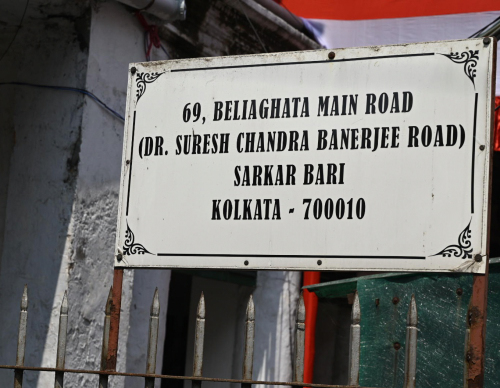 69, BELIAGHATA MAIN ROAD
(DR. SURESH CHANDRA BANERJEE ROAD)
SARKAR BARI
KOLKATA - 700010